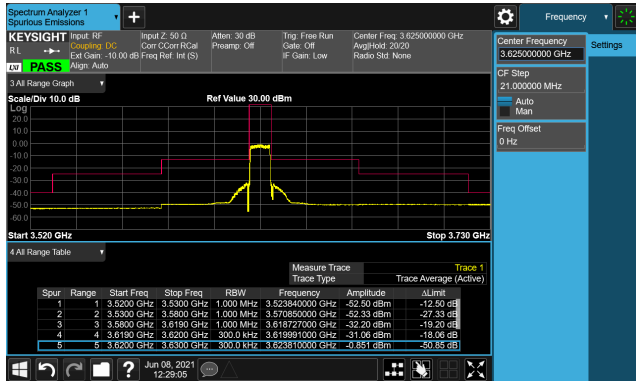 Spectrum Analyzer 1
Spurious Emissions
Frequency
KEYSIGHT Input: RF Input Z: 50 Ω Atten: 30 dB Trig: Free Run Center Freq: 3.625000000 GHz
RL Coupling: DC Corr CCorr RCal Preamp: Off Gate: Off Avg|Hold: 20/20
Ext Gain: -10.00 dB Freq Ref: Int (S) IF Gain: Low Radio Std: None
LXI PASS Align: Auto
Center Frequency
3.625000000 GHz
Settings
CF Step
21.000000 MHz
Auto
Man
Freq Offset
0 Hz
3 All Range Graph
Scale/Div 10.0 dB Ref Value 30.00 dBm
Log
20.0
10.0
0.00
-10.0
-20.0
-30.0
-40.0
-50.0
-60.0
Start 3.520 GHz Stop 3.730 GHz
4 All Range Table
Measure Trace Trace 1
Trace Type Trace Average (Active)
Spur Range Start Freq Stop Freq RBW Frequency Amplitude ΔLimit
1 1 3.5200 GHz 3.5300 GHz 1.000 MHz 3.523840000 GHz -52.50 dBm -12.50 dB
2 2 3.5300 GHz 3.5800 GHz 1.000 MHz 3.570850000 GHz -52.33 dBm -27.33 dB
3 3 3.5800 GHz 3.6190 GHz 1.000 MHz 3.618727000 GHz -32.20 dBm -19.20 dB
4 4 3.6190 GHz 3.6200 GHz 300.0 kHz 3.619991000 GHz -31.06 dBm -18.06 dB
5 5 3.6200 GHz 3.6300 GHz 300.0 kHz 3.623810000 GHz -0.851 dBm -50.85 dB
Jun 08, 2021
12:29:05